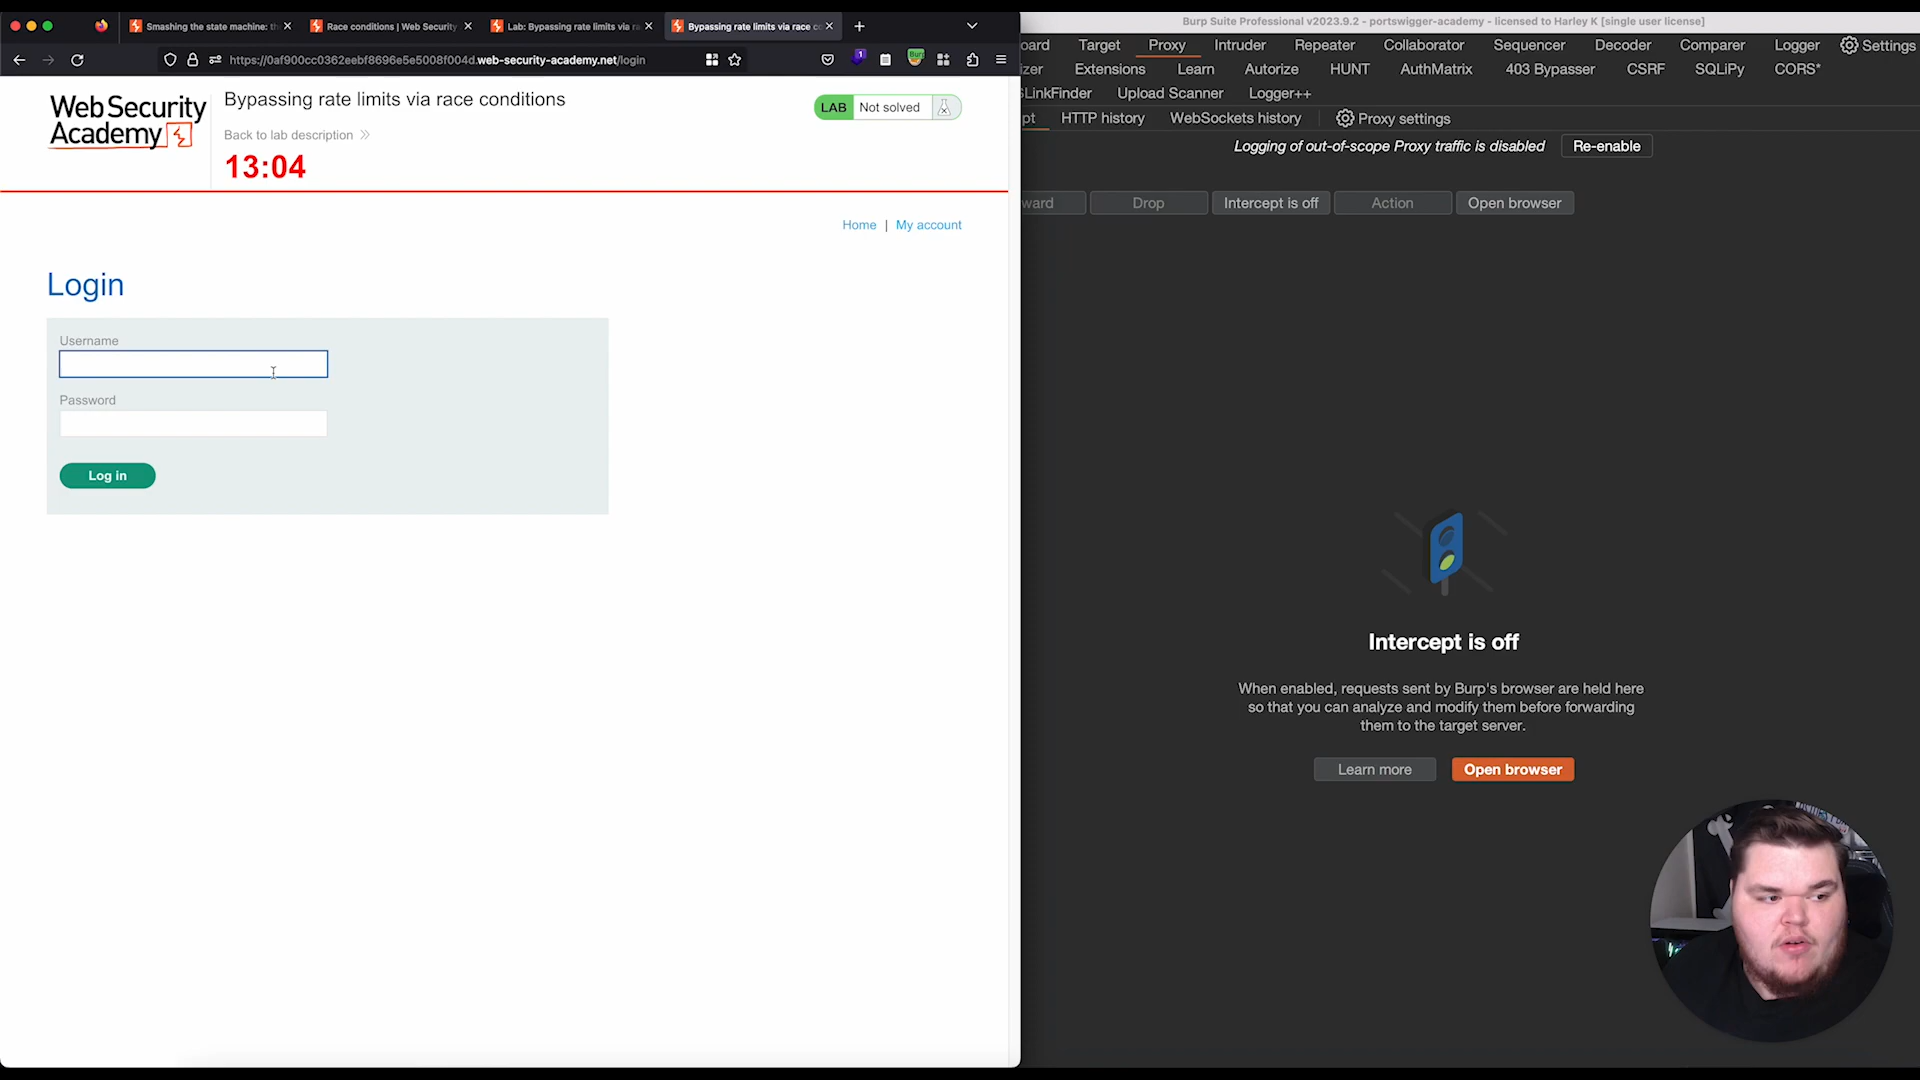 Smashing the state machine: th
Race conditions | Web Security
Lab: Bypassing rate limits via ra
Bypassing rate limits via race co
https://0af900cc0362eebf8696e5e5008f004d.web-security-academy.net/login
1
Burp
WebSecurity
Academy
Bypassing rate limits via race conditions
Back to lab description
13:04
LAB Not solved
Home | My account
Login
Username
Password
Log in
Burp Suite Professional v2023.9.2 - portswigger-academy - licensed to Harley K [single user license]
oard Target Proxy Intruder Repeater Collaborator Sequencer Decoder Comparer Logger Settings
zer Extensions Learn Autorize HUNT AuthMatrix 403 Bypasser CSRF SQLiPy CORS*
SLinkFinder Upload Scanner Logger++
pt HTTP history WebSockets history Proxy settings
Logging of out-of-scope Proxy traffic is disabled Re-enable
ward Drop Intercept is off Action Open browser
Intercept is off
When enabled, requests sent by Burp's browser are held here
so that you can analyze and modify them before forwarding
them to the target server.
Learn more Open browser